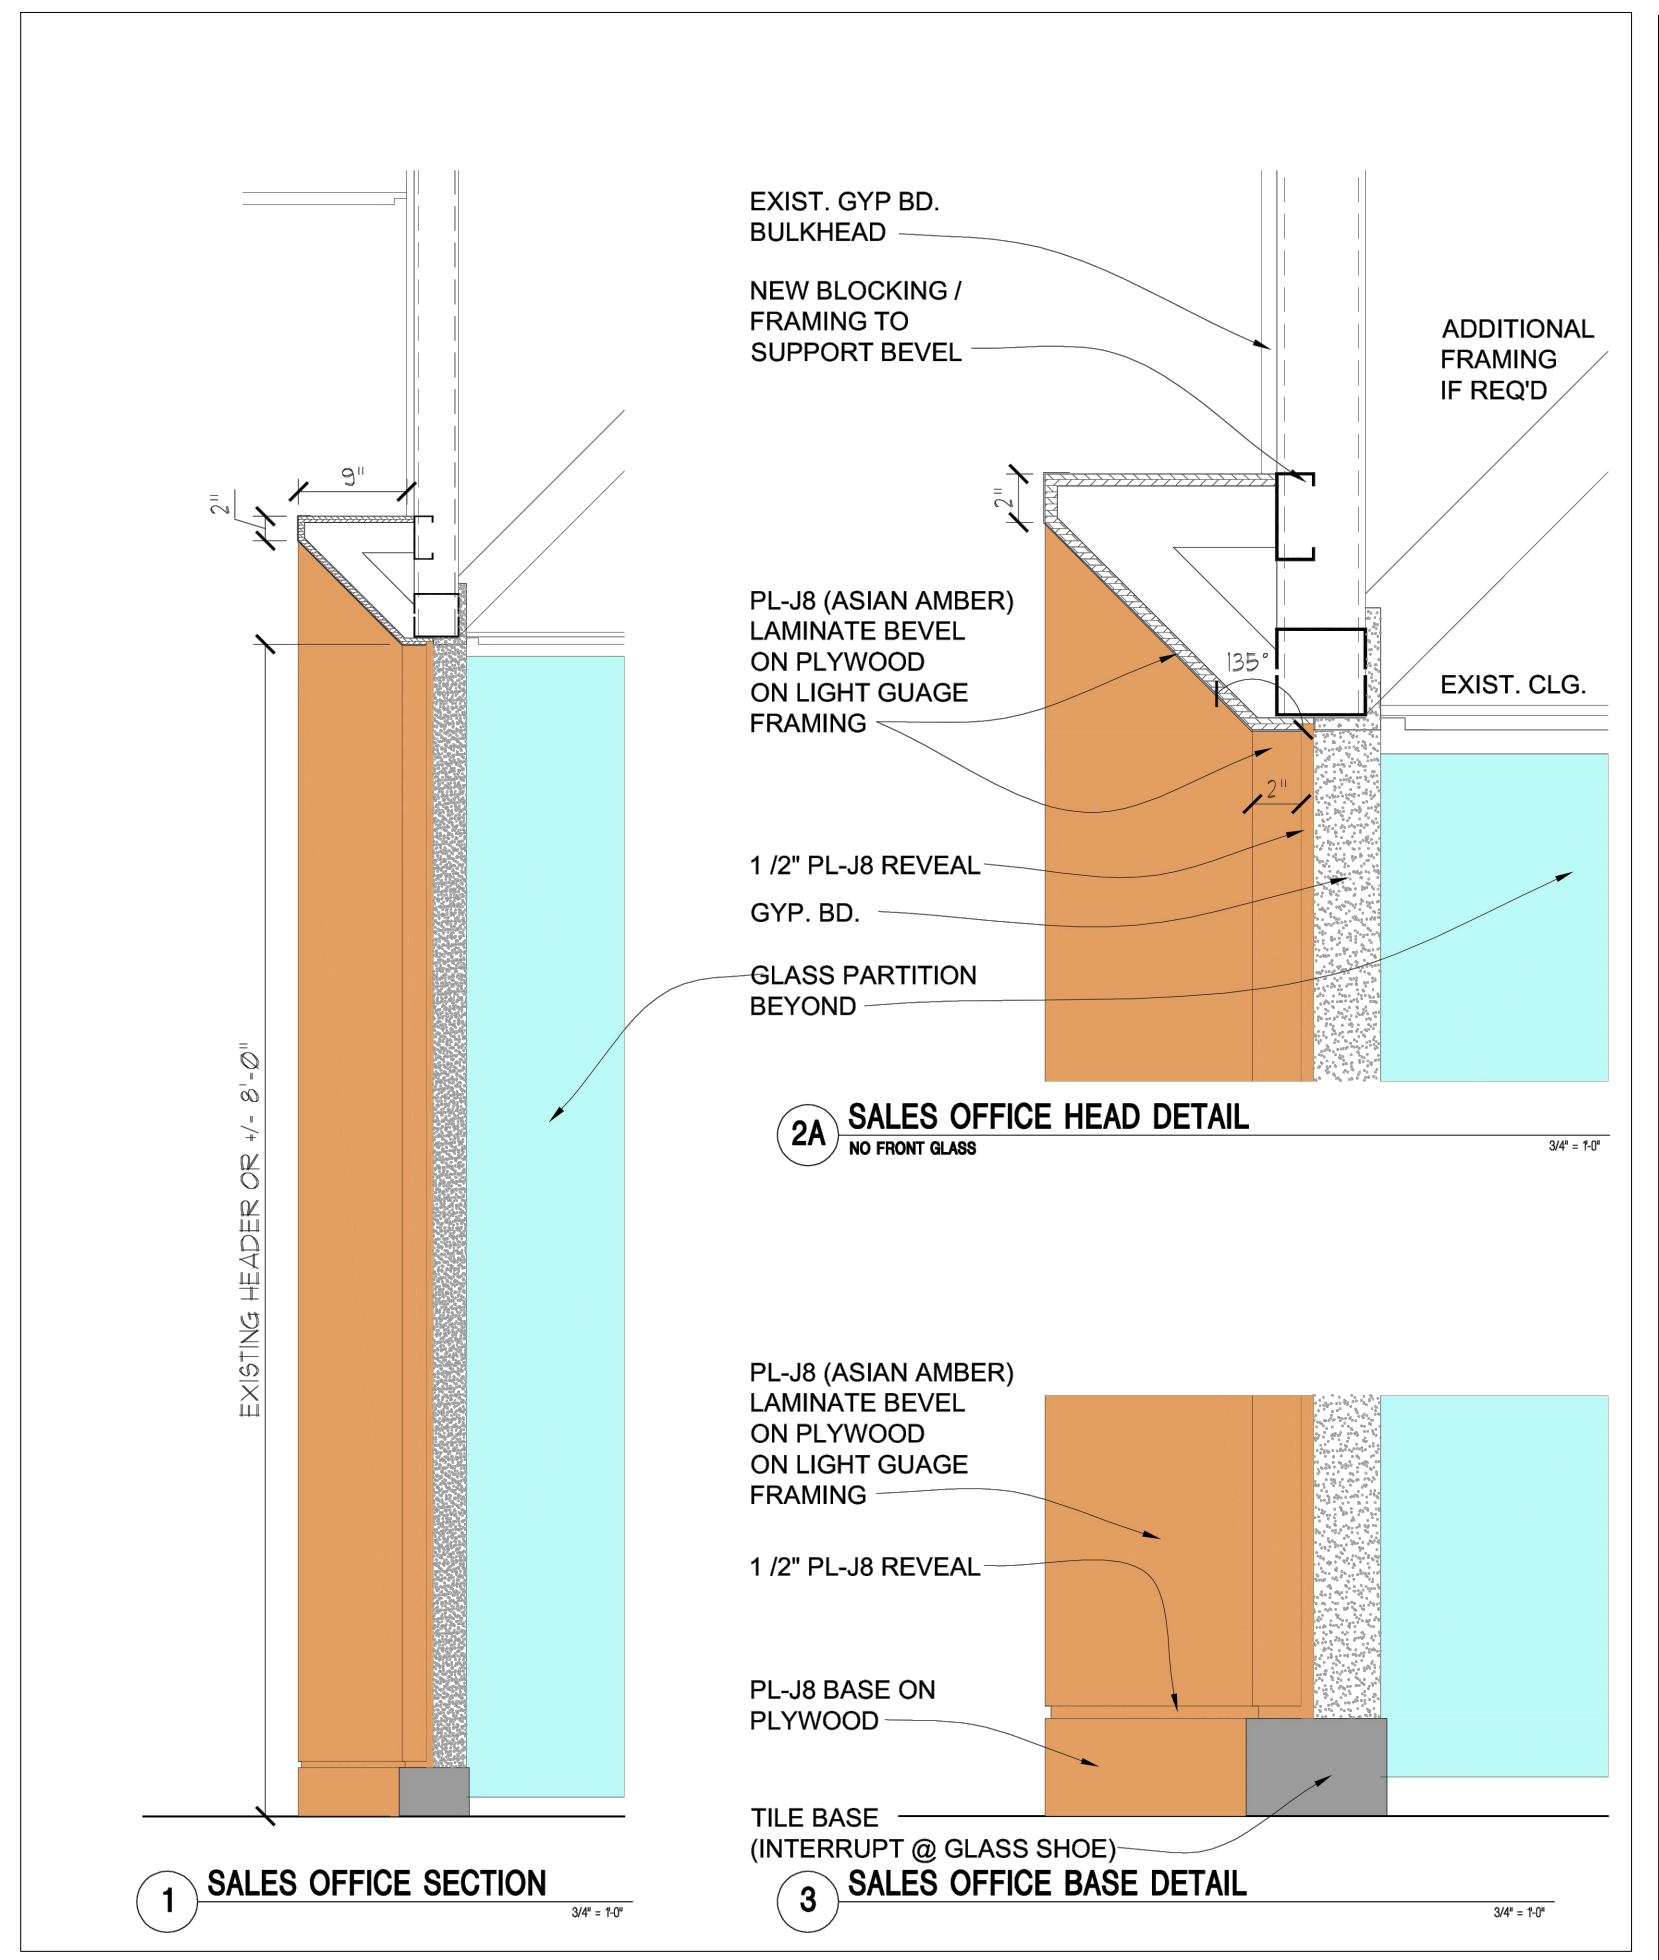 9"
2"
EXISTING HEADER OR +/- 8'-0"
1
SALES OFFICE SECTION
3/4" = 1'-0"
EXIST. GYP BD.
BULKHEAD
NEW BLOCKING /
FRAMING TO
SUPPORT BEVEL
ADDITIONAL
FRAMING
IF REQ'D
2"
PL-J8 (ASIAN AMBER)
LAMINATE BEVEL
ON PLYWOOD
ON LIGHT GUAGE
FRAMING
135°
EXIST. CLG.
2"
1 /2" PL-J8 REVEAL
GYP. BD.
GLASS PARTITION
BEYOND
2A
SALES OFFICE HEAD DETAIL
NO FRONT GLASS
3/4" = 1'-0"
PL-J8 (ASIAN AMBER)
LAMINATE BEVEL
ON PLYWOOD
ON LIGHT GUAGE
FRAMING
1 /2" PL-J8 REVEAL
PL-J8 BASE ON
PLYWOOD
TILE BASE
(INTERRUPT @ GLASS SHOE)
3
SALES OFFICE BASE DETAIL
3/4" = 1'-0"